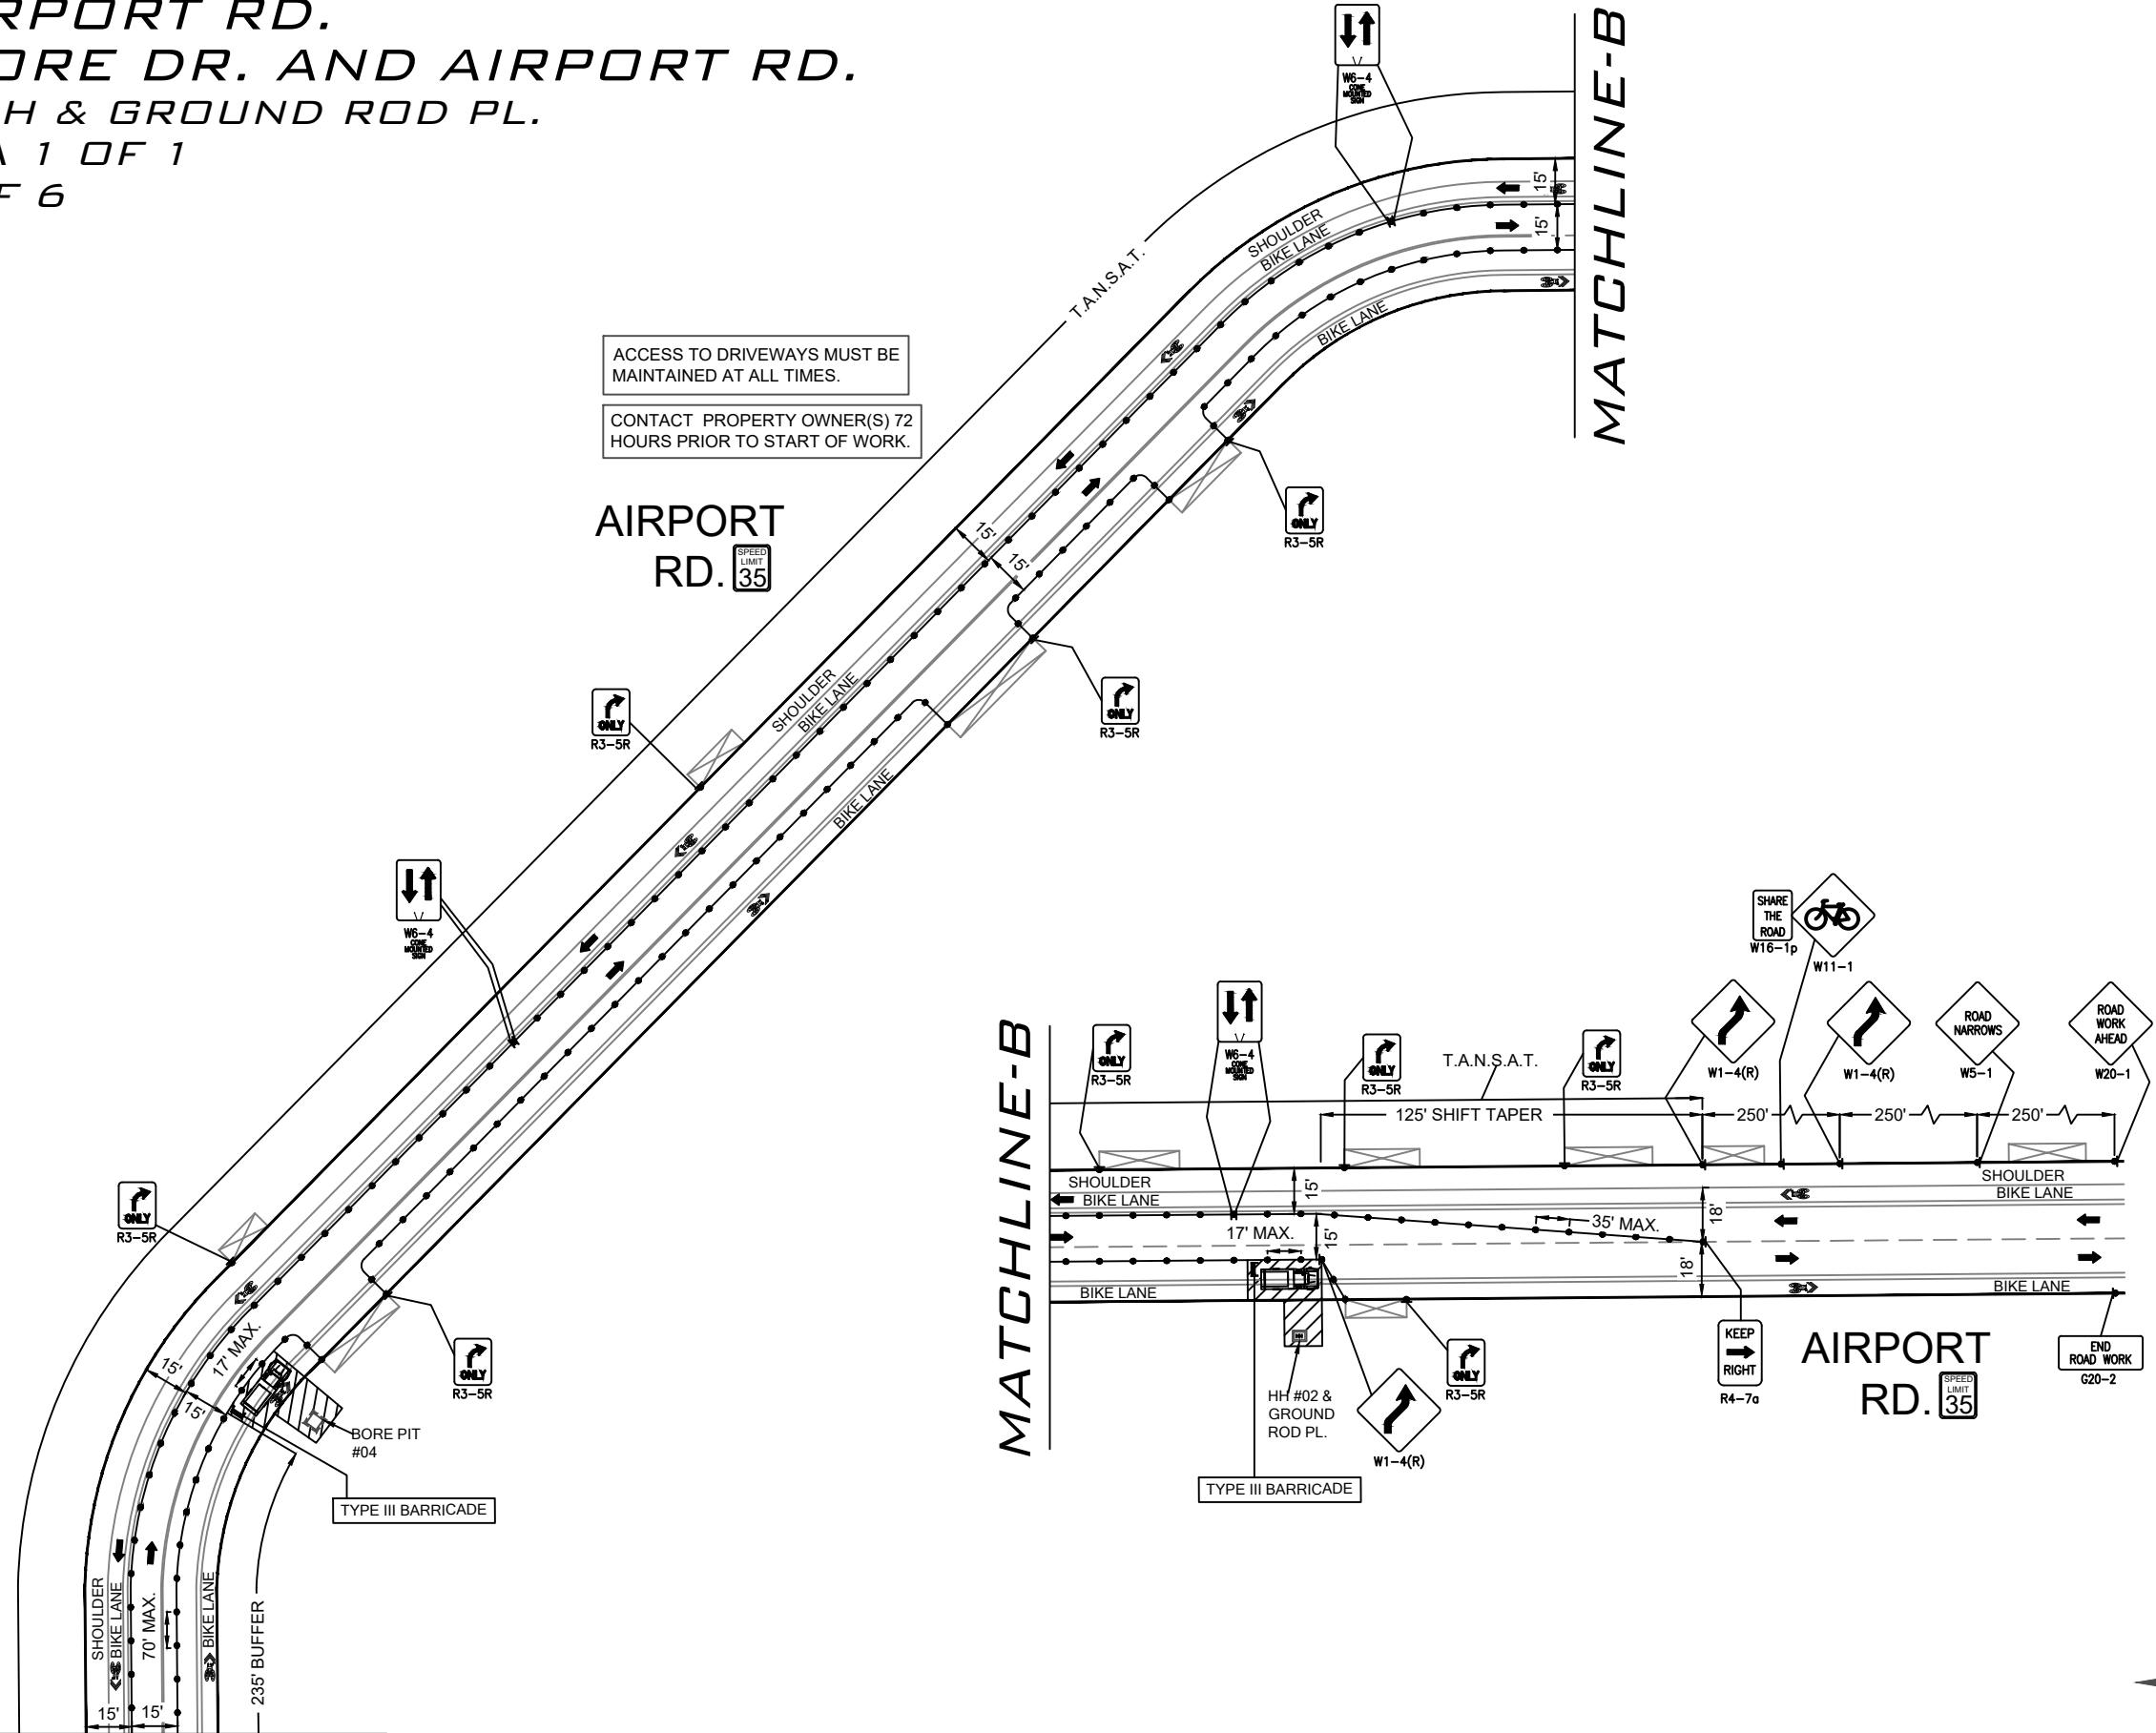 RPORT RD.
ORE DR. AND AIRPORT RD.
H & GROUND ROD PL.
A 1 OF 1
F 6
W6-4
CONE
MOUNTED
SIGN
MATCHLINE-B
15'
15'
SHOULDER
BIKE LANE
BIKE LANE
T.A.N.S.A.T.
ACCESS TO DRIVEWAYS MUST BE
MAINTAINED AT ALL TIMES.
CONTACT PROPERTY OWNER(S) 72
HOURS PRIOR TO START OF WORK.
AIRPORT
RD.
SPEED
LIMIT
35
ONLY
R3-5R
15'
15'
ONLY
R3-5R
ONLY
R3-5R
SHOULDER
BIKE LANE
BIKE LANE
W6-4
CONE
MOUNTED
SIGN
ONLY
R3-5R
17' MAX.
15'
15'
ONLY
R3-5R
BORE PIT
#04
TYPE III BARRICADE
SHOULDER
BIKE LANE
70' MAX.
BIKE LANE
235' BUFFER
15'
15'
MATCHLINE-B
ONLY
R3-5R
W6-4
CONE
MOUNTED
SIGN
ONLY
R3-5R
T.A.N.S.A.T.
ONLY
R3-5R
SHARE
THE
ROAD
W16-1p
W11-1
W1-4(R)
W1-4(R)
ROAD
NARROWS
W5-1
ROAD
WORK
AHEAD
W20-1
125' SHIFT TAPER
250'
250'
250'
SHOULDER
BIKE LANE
15'
SHOULDER
BIKE LANE
17' MAX.
15'
35' MAX.
18'
18'
BIKE LANE
BIKE LANE
HH
HH #02 &
GROUND
ROD PL.
TYPE III BARRICADE
W1-4(R)
ONLY
R3-5R
KEEP
RIGHT
R4-7a
AIRPORT
RD.
SPEED
LIMIT
35
END
ROAD WORK
G20-2